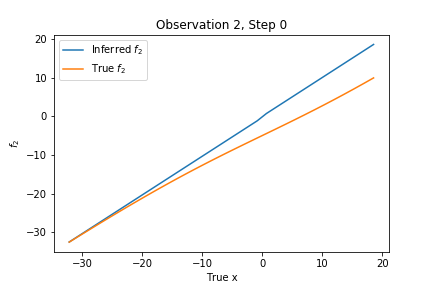 Observation 2, Step 0
Inferred f₂
True f₂
20
10
0
−10
−20
−30
f₂
−30
−20
−10
0
10
20
True x